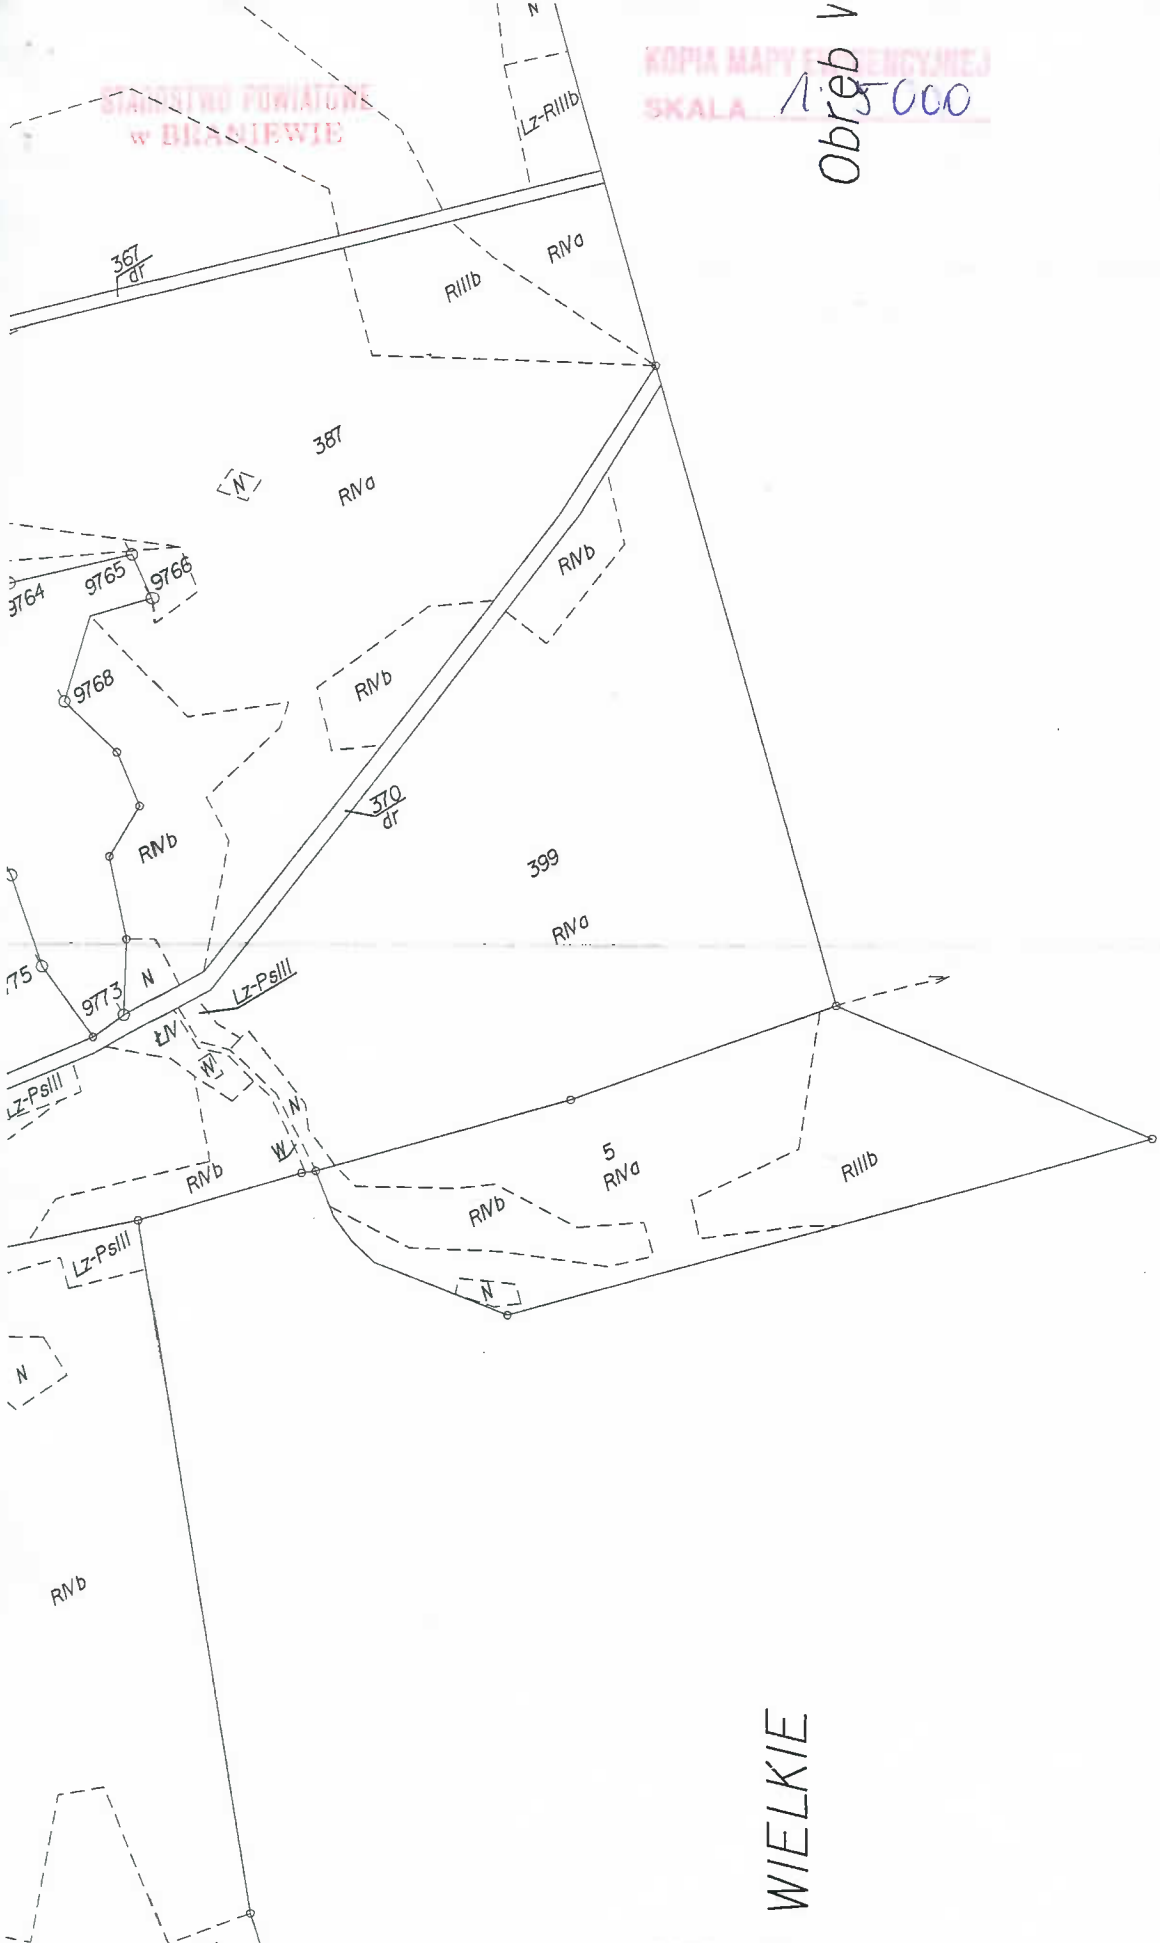 N
KOPIA MAPY EWIDENCYJNEJ
SKALA 1:5000
Obręb
STAROSTWO POWIATOWE
w BRANIEWIE
Lz-RIIIb
RIVa
367
dr
RIIIb
387
N
RIVa
RIVb
9764
9765
9766
9768
RIVb
370
dr
RIVb
399
RIVa
N
Lz-PsIII
9773
ŁIV
W
Lz-PsIII
N
W
5
RIVa
RIIIb
RIVb
RIVb
Lz-PsIII
N
N
RIVb
WIELKIE